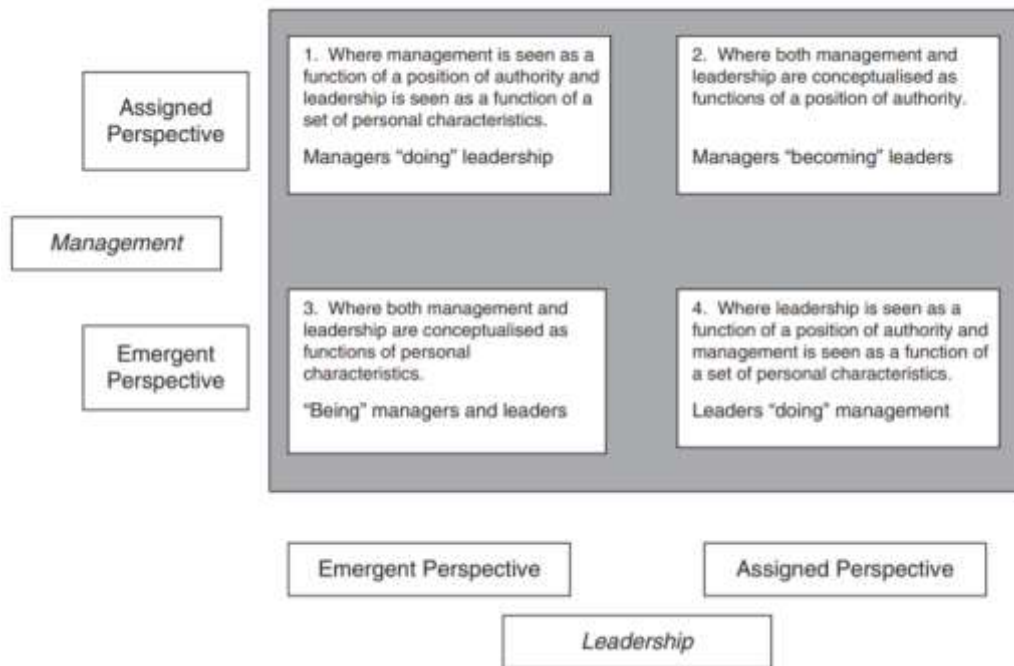 1. Where management is seen as a
function of a position of authority and
leadership is seen as a function of a
set of personal characteristics.
Managers “doing” leadership
2. Where both management and
leadership are conceptualised as
functions of a position of authority.
Managers “becoming” leaders
Assigned
Perspective
Management
3. Where both management and
leadership are conceptualised as
functions of personal
characteristics.
“Being” managers and leaders
4. Where leadership is seen as a
function of a position of authority and
management is seen as a function of
a set of personal characteristics.
Leaders “doing” management
Emergent
Perspective
Emergent Perspective
Assigned Perspective
Leadership